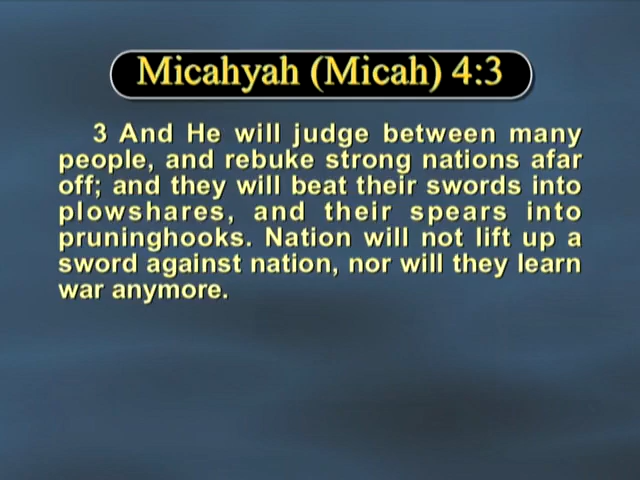 Micahyah (Micah) 4:3
3 And He will judge between many
people, and rebuke strong nations afar
off; and they will beat their swords into
plowshares, and their spears into
pruninghooks. Nation will not lift up a
sword against nation, nor will they learn
war anymore.